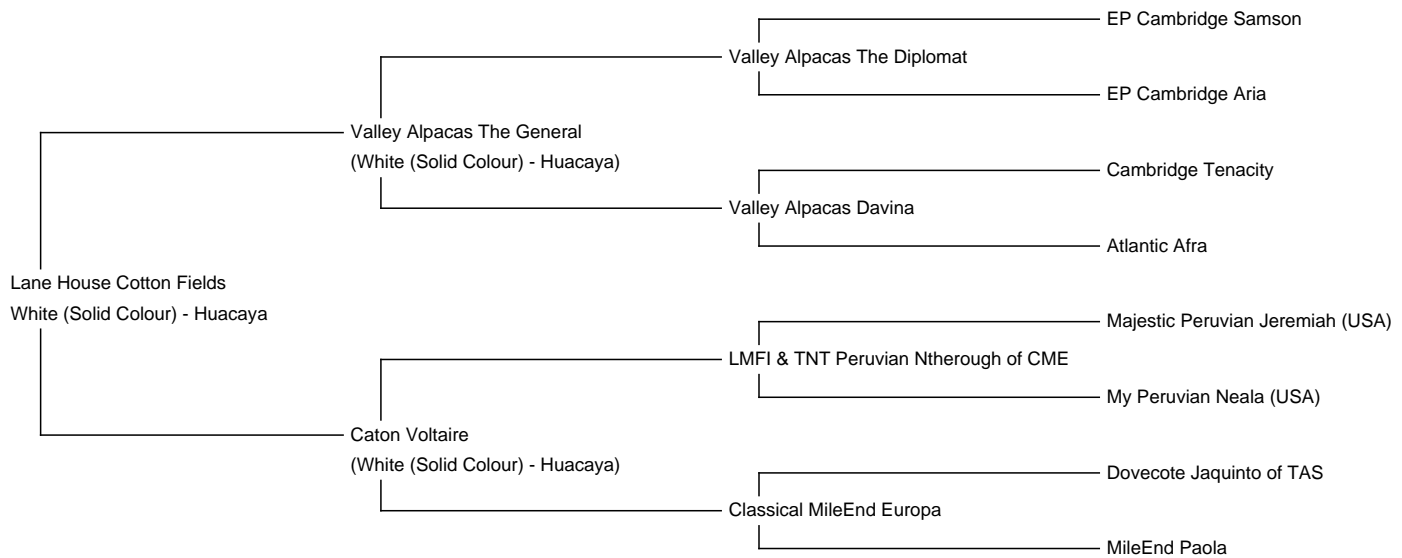 EP Cambridge Samson
Valley Alpacas The Diplomat
EP Cambridge Aria
Valley Alpacas The General
(White (Solid Colour) - Huacaya)
Cambridge Tenacity
Valley Alpacas Davina
Atlantic Afra
Lane House Cotton Fields
White (Solid Colour) - Huacaya
Majestic Peruvian Jeremiah (USA)
LMFI & TNT Peruvian Ntherough of CME
My Peruvian Neala (USA)
Caton Voltaire
(White (Solid Colour) - Huacaya)
Dovecote Jaquinto of TAS
Classical MileEnd Europa
MileEnd Paola